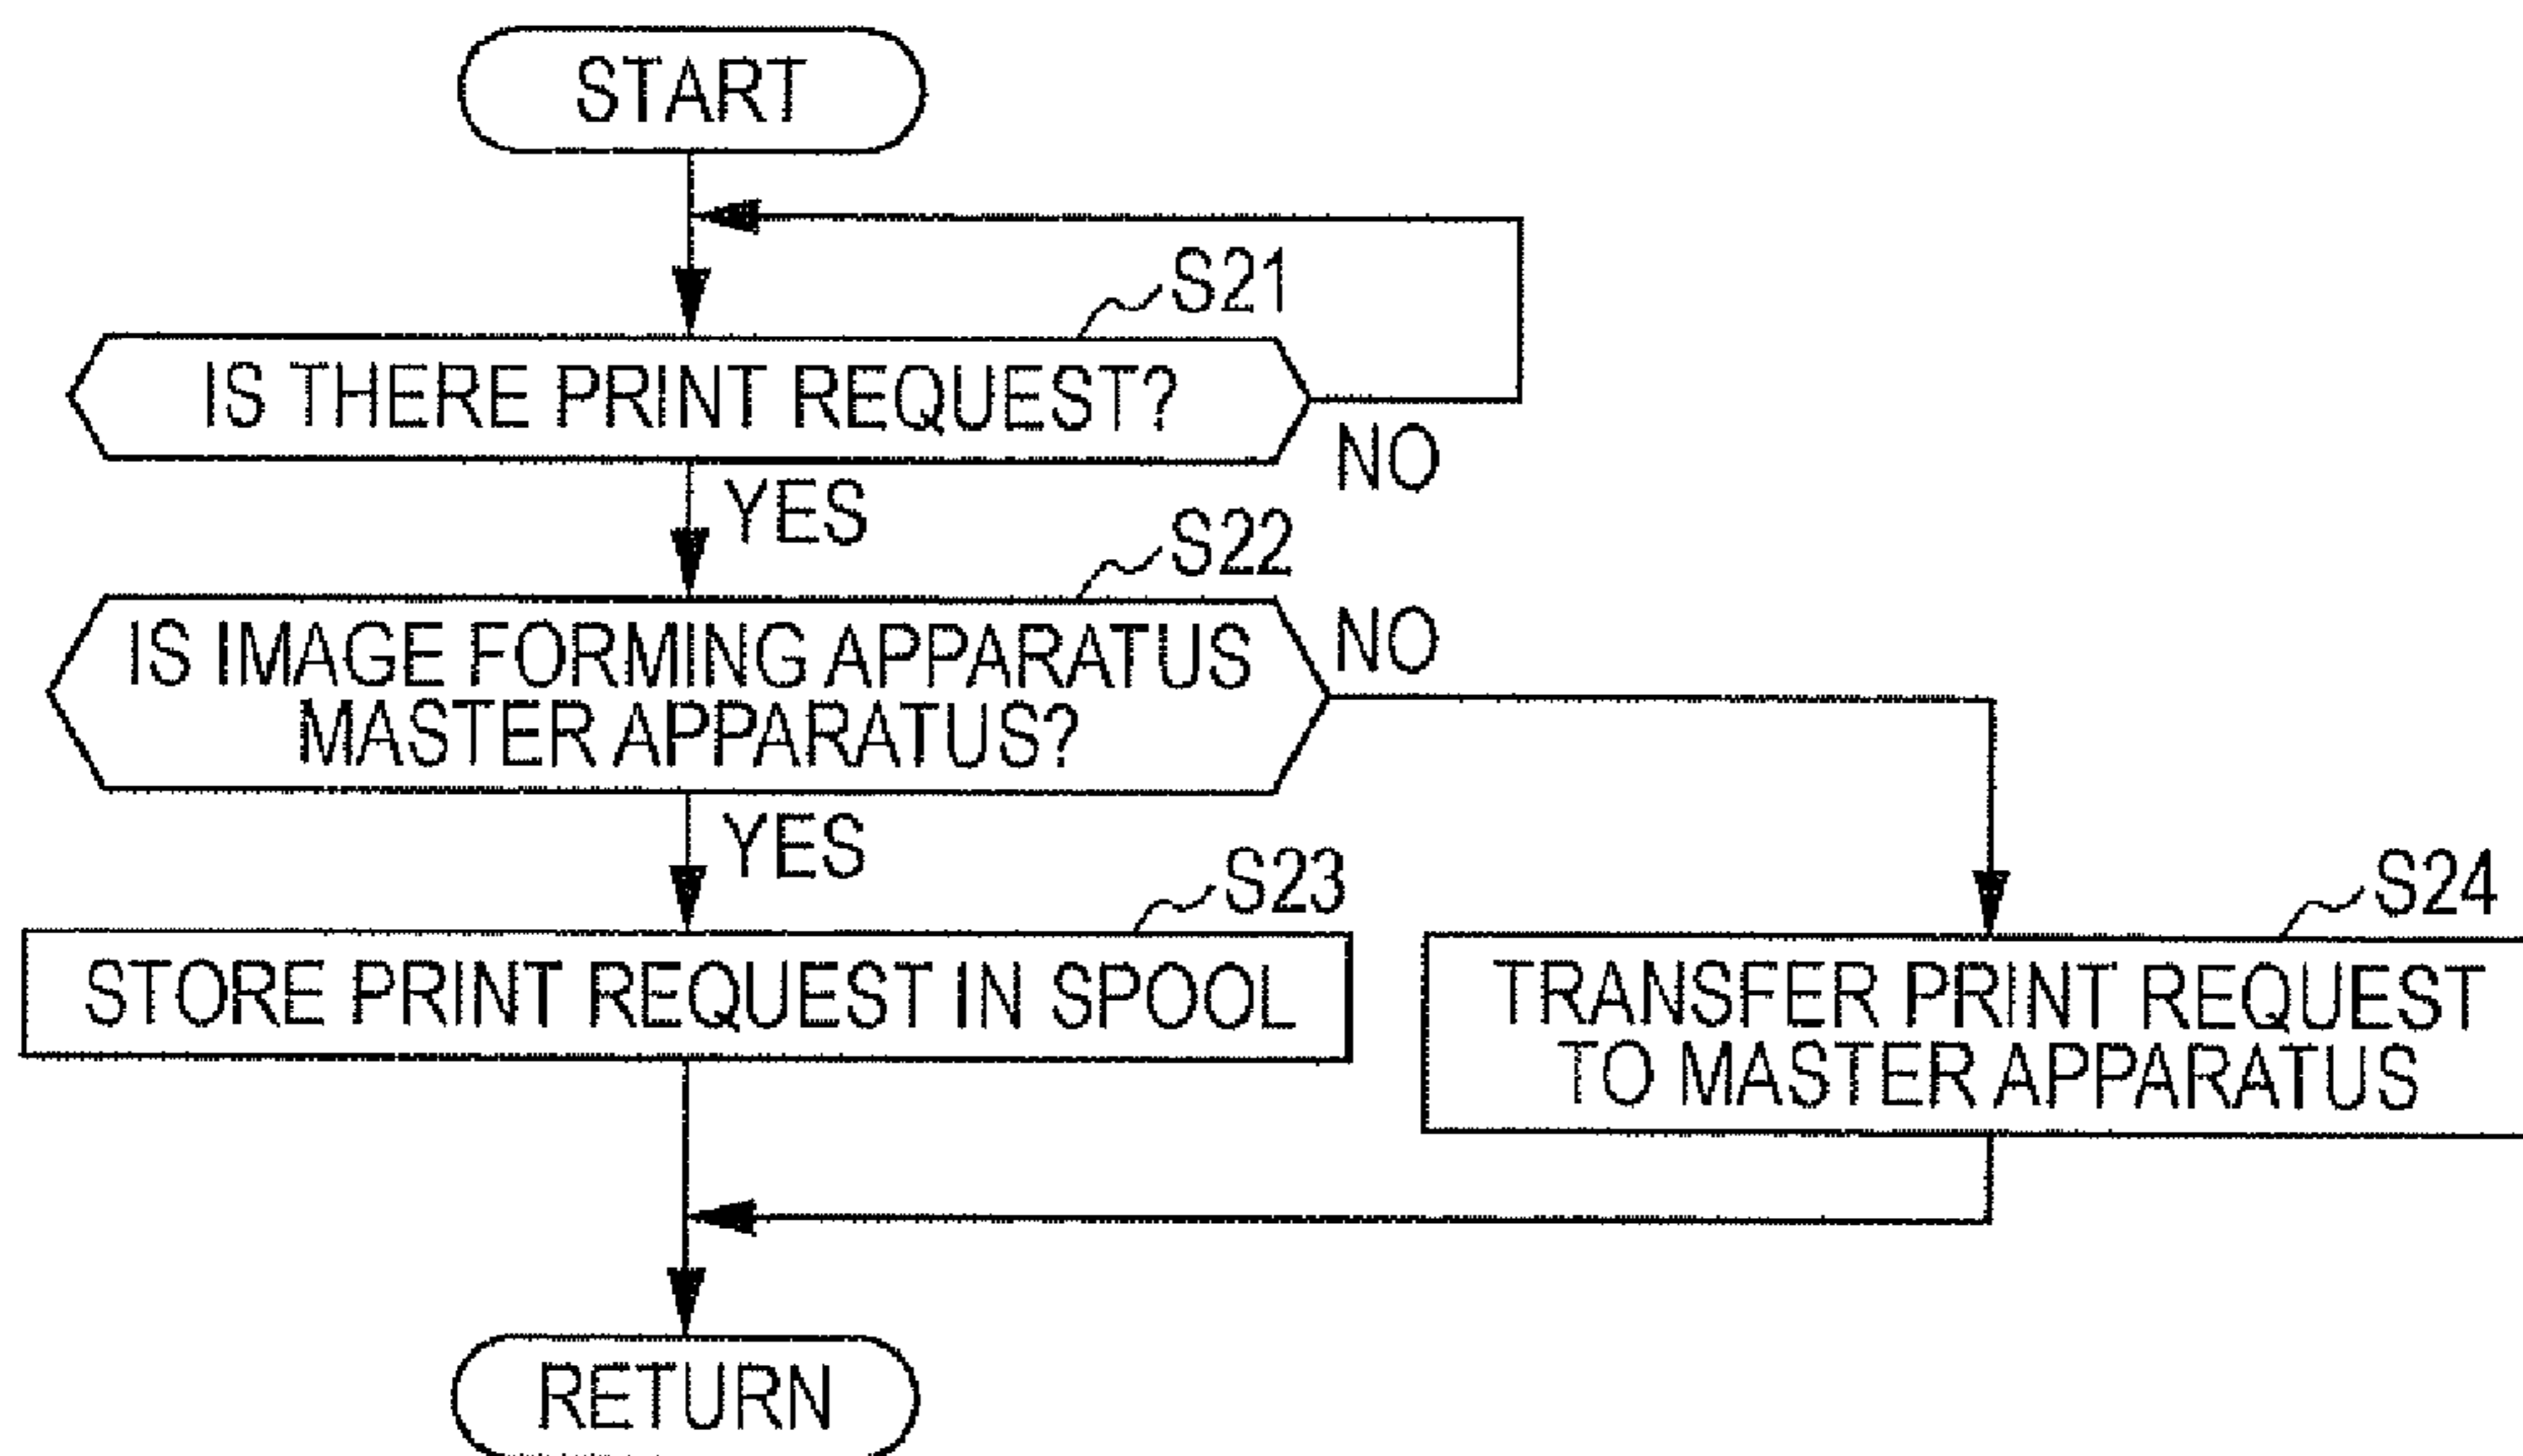 START
S21
IS THERE PRINT REQUEST?
NO
YES
S22
IS IMAGE FORMING APPARATUS
MASTER APPARATUS?
NO
YES
S23
STORE PRINT REQUEST IN SPOOL
S24
TRANSFER PRINT REQUEST
TO MASTER APPARATUS
RETURN